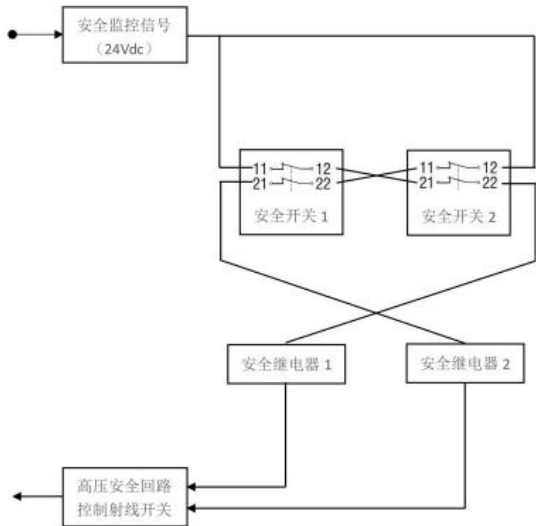 安全监控信号
（24Vdc）
11 12
21 22
安全开关 1
11 12
21 22
安全开关 2
安全继电器 1
安全继电器 2
高压安全回路
控制射线开关